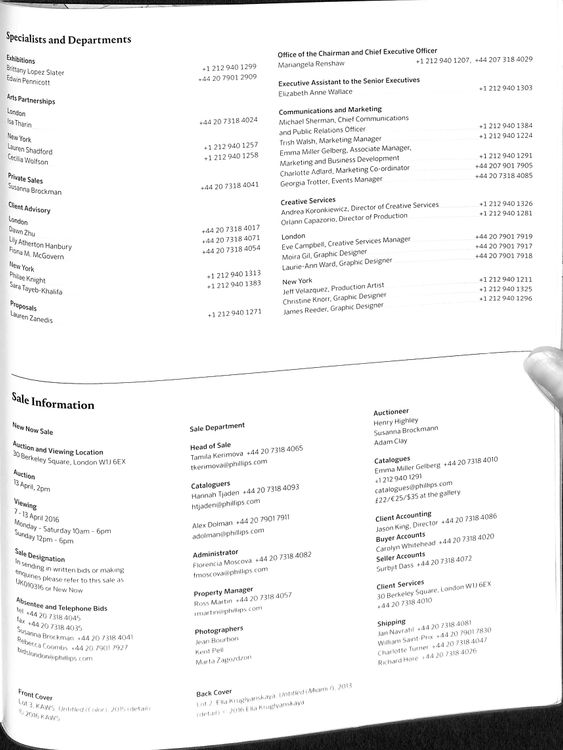 Specialists and Departments
Exhibitions
Brittany Lopez Slater +1 212 940 1299
Edwin Pennicott +44 20 7901 2909
Arts Partnerships
London
Isa Tharin +44 20 7318 4024
New York
Lauren Shadford +1 212 940 1257
Cecilia Wolfson +1 212 940 1258
Private Sales
Susanna Brockman +44 20 7318 4041
Client Advisory
London
Dawn Zhu +44 20 7318 4017
Lily Atherton Hanbury +44 20 7318 4071
Fiona M. McGovern +44 20 7318 4054
New York
Philae Knight +1 212 940 1313
Sara Tayeb-Khalifa +1 212 940 1383
Proposals
Lauren Zanedis +1 212 940 1271
Office of the Chairman and Chief Executive Officer
Mariangela Renshaw +1 212 940 1207, +44 207 318 4029
Executive Assistant to the Senior Executives
Elizabeth Anne Wallace +1 212 940 1303
Communications and Marketing
Michael Sherman, Chief Communications
and Public Relations Officer +1 212 940 1384
Trish Walsh, Marketing Manager +1 212 940 1224
Emma Miller Gelberg, Associate Manager,
Marketing and Business Development +1 212 940 1291
Charlotte Adlard, Marketing Co-ordinator +44 207 901 7905
Georgia Trotter, Events Manager +44 20 7318 4085
Creative Services
Andrea Koronkiewicz, Director of Creative Services +1 212 940 1326
Orlann Capazorio, Director of Production +1 212 940 1281
London
Eve Campbell, Creative Services Manager +44 20 7901 7919
Moira Gil, Graphic Designer +44 20 7901 7917
Laurie-Ann Ward, Graphic Designer +44 20 7901 7918
New York
Jeff Velazquez, Production Artist +1 212 940 1211
Christine Knorr, Graphic Designer +1 212 940 1325
James Reeder, Graphic Designer +1 212 940 1296
Sale Information
New Now Sale
Auction and Viewing Location
30 Berkeley Square, London W1J 6EX
Auction
13 April, 2pm
Viewing
7 - 13 April 2016
Monday - Saturday 10am - 6pm
Sunday 12pm - 6pm
Sale Designation
In sending in written bids or making
enquiries please refer to this sale as
UK010316 or New Now
Absentee and Telephone Bids
tel +44 20 7318 4045
fax +44 20 7318 4035
Susanna Brockman +44 20 7318 4041
Rebecca Coombs +44 20 7901 7927
bidslondon@phillips.com
Front Cover
Lot 3, KAWS, Untitled (Color), 2015 (detail)
© 2016 KAWS
Sale Department
Head of Sale
Tamila Kerimova +44 20 7318 4065
tkerimova@phillips.com
Cataloguers
Hannah Tjaden +44 20 7318 4093
htjaden@phillips.com
Alex Dolman +44 20 7901 7911
adolman@phillips.com
Administrator
Florencia Moscova +44 20 7318 4082
fmoscova@phillips.com
Property Manager
Ross Martin +44 20 7318 4057
rmartin@phillips.com
Photographers
Jean Bourbon
Kent Pell
Marta Zagozdzon
Back Cover
Lot 2, Ella Kruglyanskaya, Untitled (Miami 1), 2013
(detail) © 2016 Ella Kruglyanskaya
Auctioneer
Henry Highley
Susanna Brockmann
Adam Clay
Catalogues
Emma Miller Gelberg +44 20 7318 4010
+1 212 940 1291
catalogues@phillips.com
£22/€25/$35 at the gallery
Client Accounting
Jason King, Director +44 20 7318 4086
Buyer Accounts
Carolyn Whitehead +44 20 7318 4020
Seller Accounts
Surbjit Dass +44 20 7318 4072
Client Services
30 Berkeley Square, London W1J 6EX
+44 20 7318 4010
Shipping
Jan Navrátil +44 20 7318 4081
William Saint-Prix +44 20 7901 7830
Charlotte Turner +44 20 7318 4047
Richard Hore +44 20 7318 4026